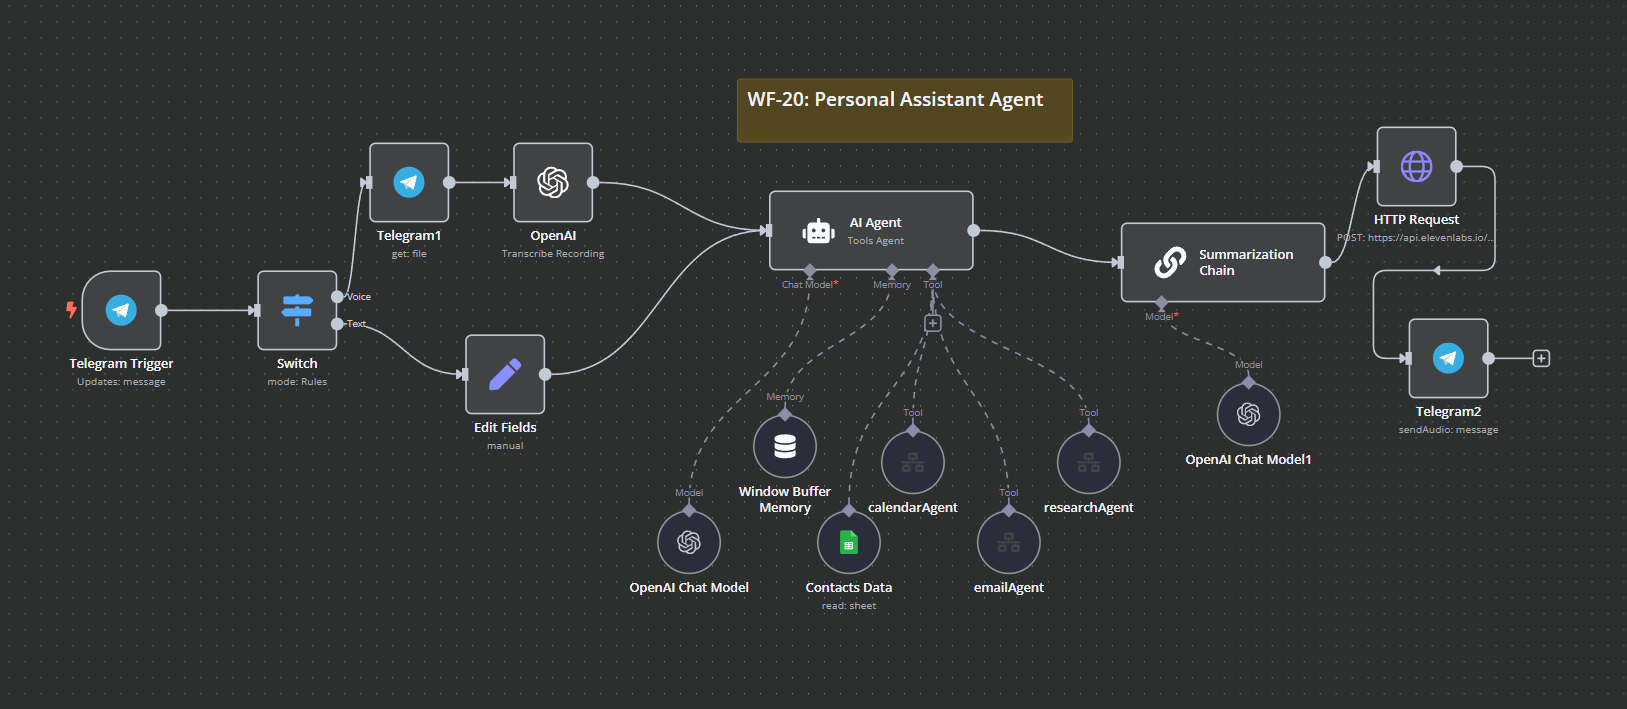 WF-20: Personal Assistant Agent
Telegram1
get: file
OpenAI
Transcribe Recording
Telegram Trigger
Updates: message
Switch
mode: Rules
Voice
Text
Edit Fields
manual
AI Agent
Tools Agent
Chat Model*
Memory
Tool
Memory
Window Buffer
Memory
Model
OpenAI Chat Model
Contacts Data
read: sheet
Tool
calendarAgent
Tool
emailAgent
Tool
researchAgent
Summarization
Chain
Model*
Model
OpenAI Chat Model1
HTTP Request
POST: https://api.elevenlabs.io/...
Telegram2
sendAudio: message